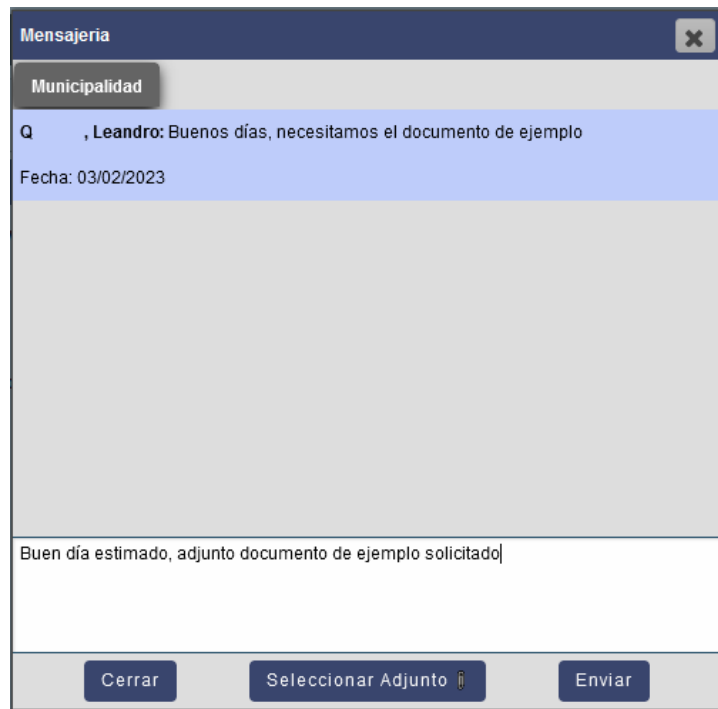 Mensajeria
Municipalidad
Q , Leandro: Buenos días, necesitamos el documento de ejemplo
Fecha: 03/02/2023
Buen día estimado, adjunto documento de ejemplo solicitado
Cerrar Seleccionar Adjunto Enviar